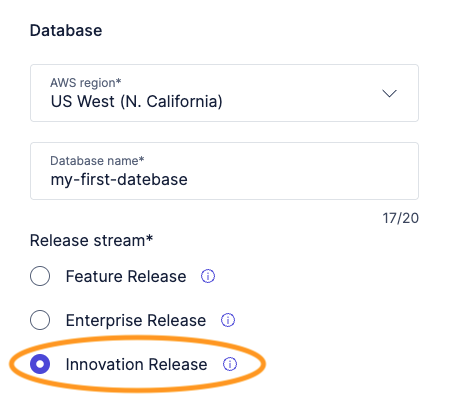 Database
AWS region*
US West (N. California)
Database name*
my-first-datebase
17/20
Release stream*
Feature Release
Enterprise Release
Innovation Release